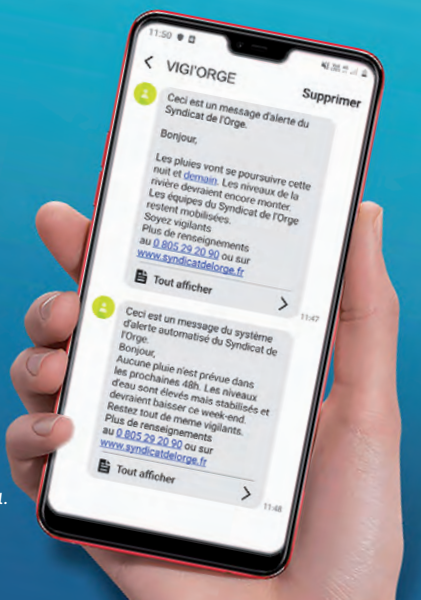 11:50
VIGI'ORGE
Supprimer
Ceci est un message d'alerte du
Syndicat de l'Orge.
Bonjour,
Les pluies vont se poursuivre cette
nuit et demain. Les niveaux de la
rivière devraient encore monter.
Les équipes du Syndicat de l'Orge
restent mobilisées.
Soyez vigilants
Plus de renseignements
au 0 805 29 20 90 ou sur
www.syndicatdelorge.fr
Tout afficher
11:47
Ceci est un message du système
d'alerte automatisé du Syndicat de
l'Orge.
Bonjour,
Aucune pluie n'est prévue dans
les prochaines 48h. Les niveaux
d'eau sont élevés mais stabilisés et
devraient baisser ce week-end.
Restez tout de meme vigilants.
Plus de renseignements
au 0 805 29 20 90 ou sur
www.syndicatdelorge.fr
Tout afficher
11:48